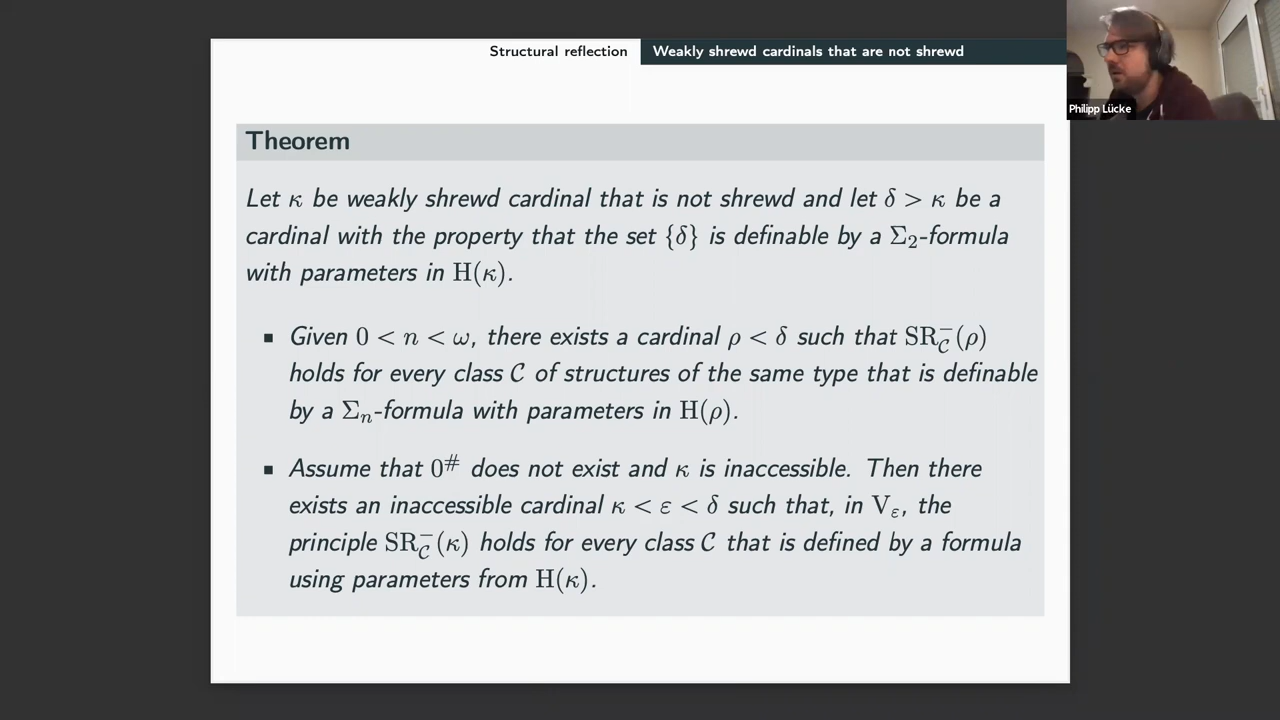 Structural reflection
Weakly shrewd cardinals that are not shrewd
Philipp Lücke
Theorem
Let κ be weakly shrewd cardinal that is not shrewd and let δ > κ be a
cardinal with the property that the set {δ} is definable by a Σ₂-formula
with parameters in H(κ).
▪ Given 0 < n < ω, there exists a cardinal ρ < δ such that SR⁻_𝒞(ρ)
holds for every class 𝒞 of structures of the same type that is definable
by a Σₙ-formula with parameters in H(ρ).
▪ Assume that 0^# does not exist and κ is inaccessible. Then there
exists an inaccessible cardinal κ < ε < δ such that, in V_ε, the
principle SR⁻_𝒞(κ) holds for every class 𝒞 that is defined by a formula
using parameters from H(κ).